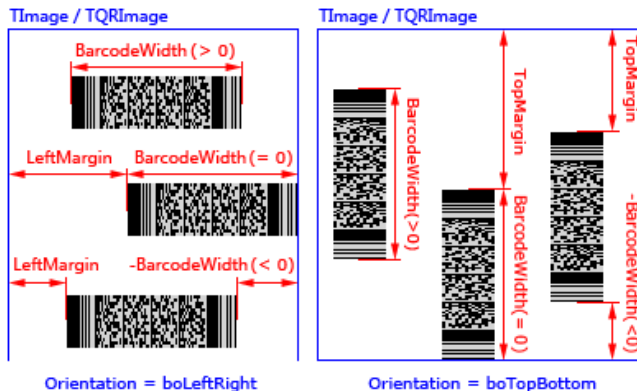 TImage / TQRImage
BarcodeWidth(> 0)
LeftMargin
BarcodeWidth(= 0)
LeftMargin
-BarcodeWidth(< 0)
Orientation = boLeftRight
TImage / TQRImage
BarcodeWidth(>0)
TopMargin
BarcodeWidth(= 0)
TopMargin
-BarcodeWidth(<0)
Orientation = boTopBottom